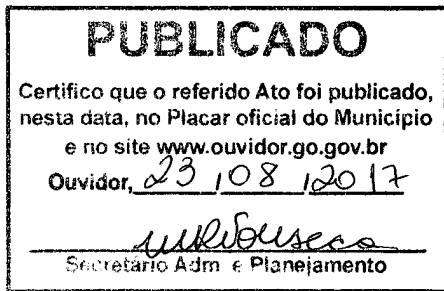 PUBLICADO
Certifico que o referido Ato foi publicado,
nesta data, no Placar oficial do Município
e no site www.ouvidor.go.gov.br
Ouvidor, 23 / 08 / 2017
Secretário Adm e Planejamento